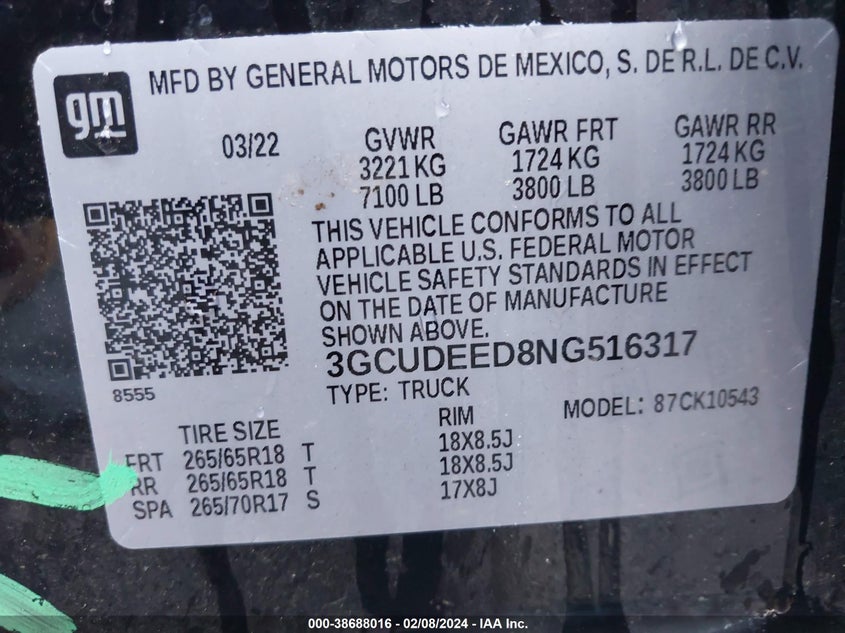 gm
MFD BY GENERAL MOTORS DE MEXICO, S. DE R.L. DE C.V.
03/22 GVWR GAWR FRT GAWR RR
3221 KG 1724 KG 1724 KG
7100 LB 3800 LB 3800 LB
THIS VEHICLE CONFORMS TO ALL
APPLICABLE U.S. FEDERAL MOTOR
VEHICLE SAFETY STANDARDS IN EFFECT
ON THE DATE OF MANUFACTURE
SHOWN ABOVE.
3GCUDEED8NG516317
8555
TYPE: TRUCK
MODEL: 87CK10543
TIRE SIZE RIM
FRT 265/65R18 T 18X8.5J
RR 265/65R18 T 18X8.5J
SPA 265/70R17 S 17X8J
000-38688016 - 02/08/2024 - IAA Inc.